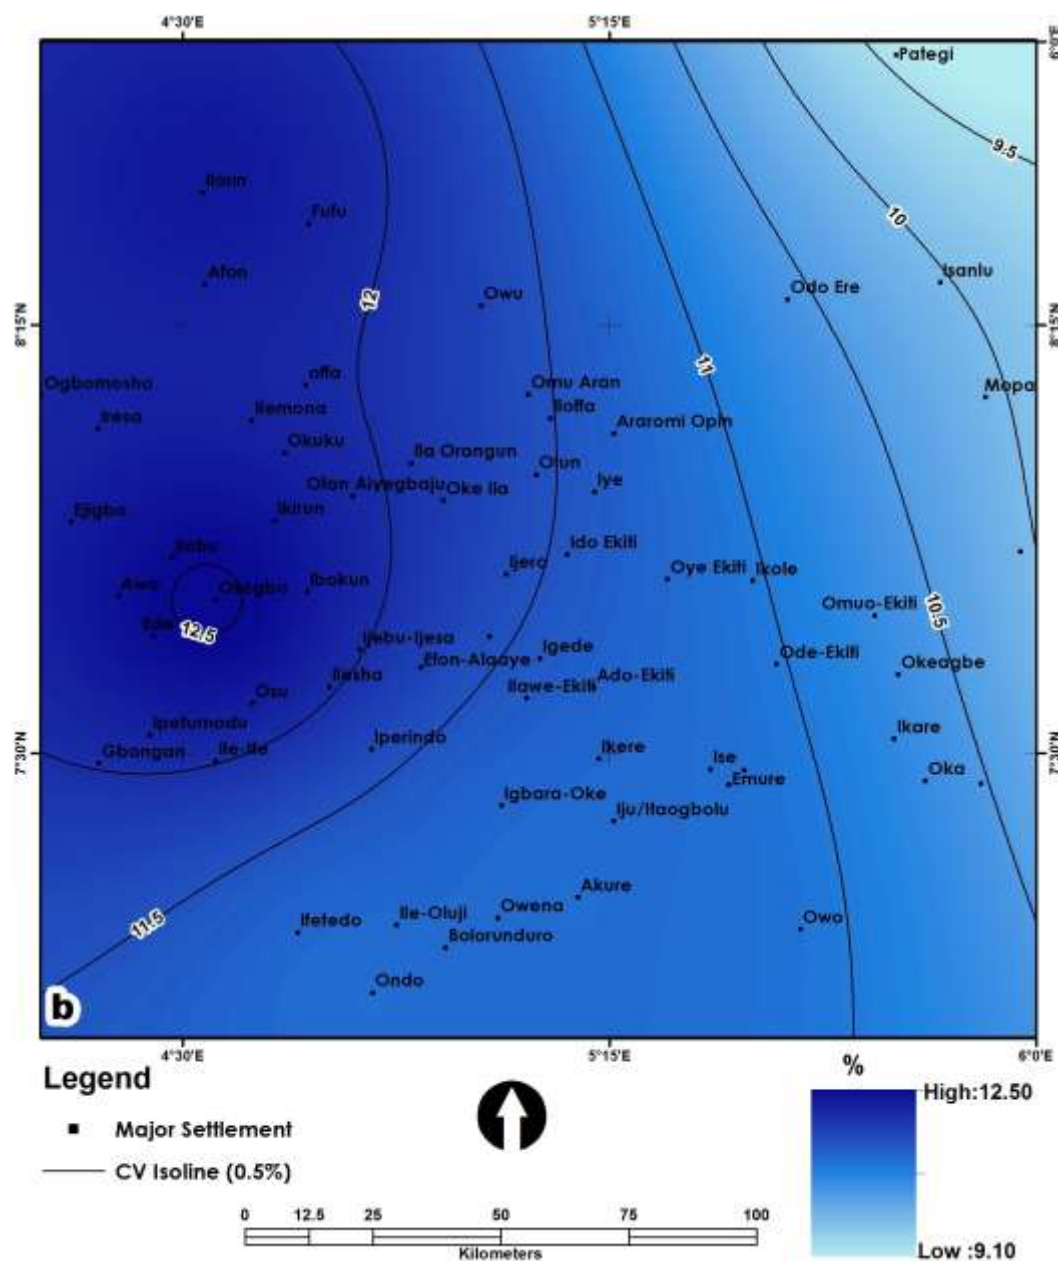 4°30'E 5°15'E 6°0'E
Pategi
9.5
Ilorin
10
Fufu
Afon
Isanlu
Odo Ere
12
Owu
8°15'N 8°15'N
11
offa
Ogbomosho
Omu Aran
Mopa
Iresa
Ilemona
Iloffa
Araromi Opin
Okuku
Ila Orangun
Otun
Olan Aiyegbaju
Oke Ila
Iye
Ejigbo
Ikirun
Ido Ekiti
Ijero
Oye Ekiti
Ikole
Awo
Osogbo
Ibokun
Omuo-Ekiti
10.5
Ede
12.5
Ijebu-Ijesa
Igede
Ode-Ekiti
Okeagbe
Efon-Alaaye
Ilesha
Ilawe-Ekiti
Ado-Ekiti
Osu
Ipetumodu
Iperindo
Ikere
Ikare
7°30'N 7°30'N
Gbongan
Ile-Ife
Ise
Oka
Emure
Igbara-Oke
Iju/Itaogbolu
Akure
11.5
Ifetedo
Ile-Oluji
Owena
Owo
Bolorunduro
Ondo
b
4°30'E 5°15'E 6°0'E
Legend
%
High:12.50
Major Settlement
CV Isoline (0.5%)
0 12.5 25 50 75 100
Kilometers
Low :9.10